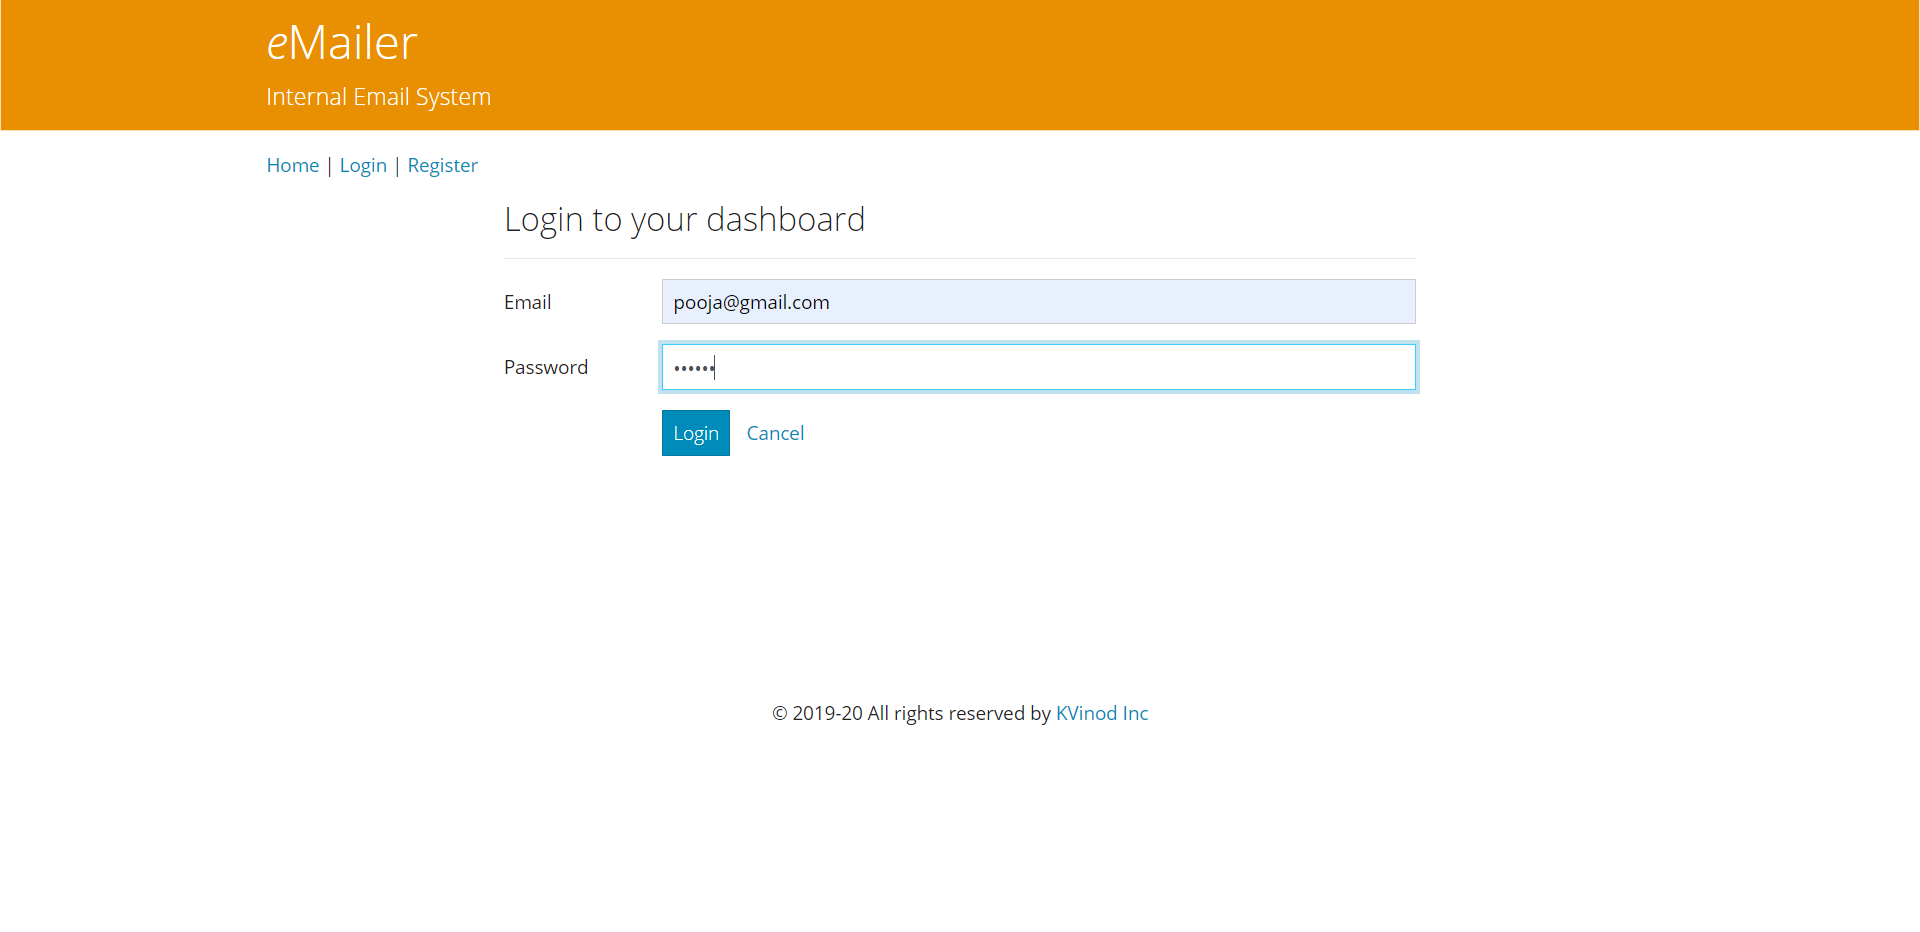 eMailer
Internal Email System
Home | Login | Register
Login to your dashboard
Email
pooja@gmail.com
Password
••••••
Login Cancel
© 2019-20 All rights reserved by KVinod Inc